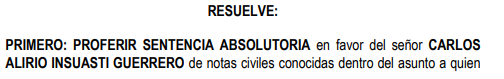 RESUELVE:
PRIMERO: PROFERIR SENTENCIA ABSOLUTORIA en favor del señor CARLOS
ALIRIO INSUASTI GUERRERO de notas civiles conocidas dentro del asunto a quien